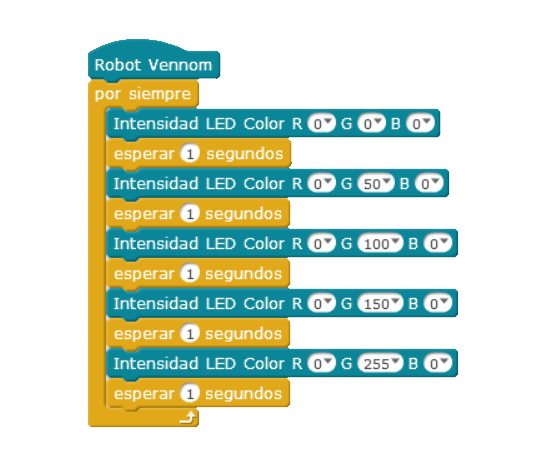 Robot Vennom
por siempre
Intensidad LED Color R 0 G 0 B 0
esperar 1 segundos
Intensidad LED Color R 0 G 50 B 0
esperar 1 segundos
Intensidad LED Color R 0 G 100 B 0
esperar 1 segundos
Intensidad LED Color R 0 G 150 B 0
esperar 1 segundos
Intensidad LED Color R 0 G 255 B 0
esperar 1 segundos